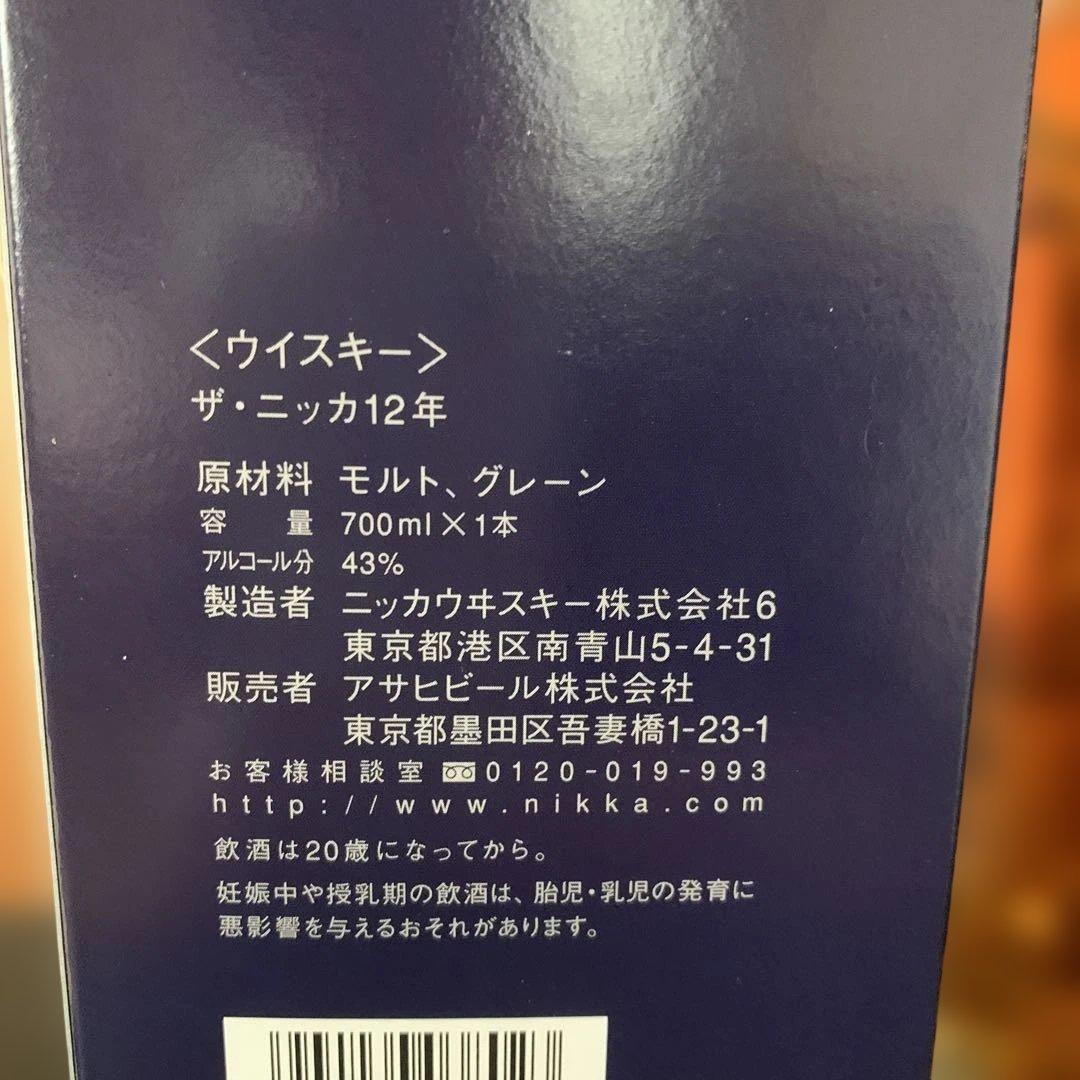 ＜ウイスキー＞
ザ・ニッカ12年
原材料 モルト、グレーン
容量 700ml×1本
アルコール分 43%
製造者 ニッカウヰスキー株式会社6
東京都港区南青山5-4-31
販売者 アサヒビール株式会社
東京都墨田区吾妻橋1-23-1
お客様相談室 0120-019-993
http://www.nikka.com
飲酒は20歳になってから。
妊娠中や授乳期の飲酒は、胎児・乳児の発育に
悪影響を与えるおそれがあります。